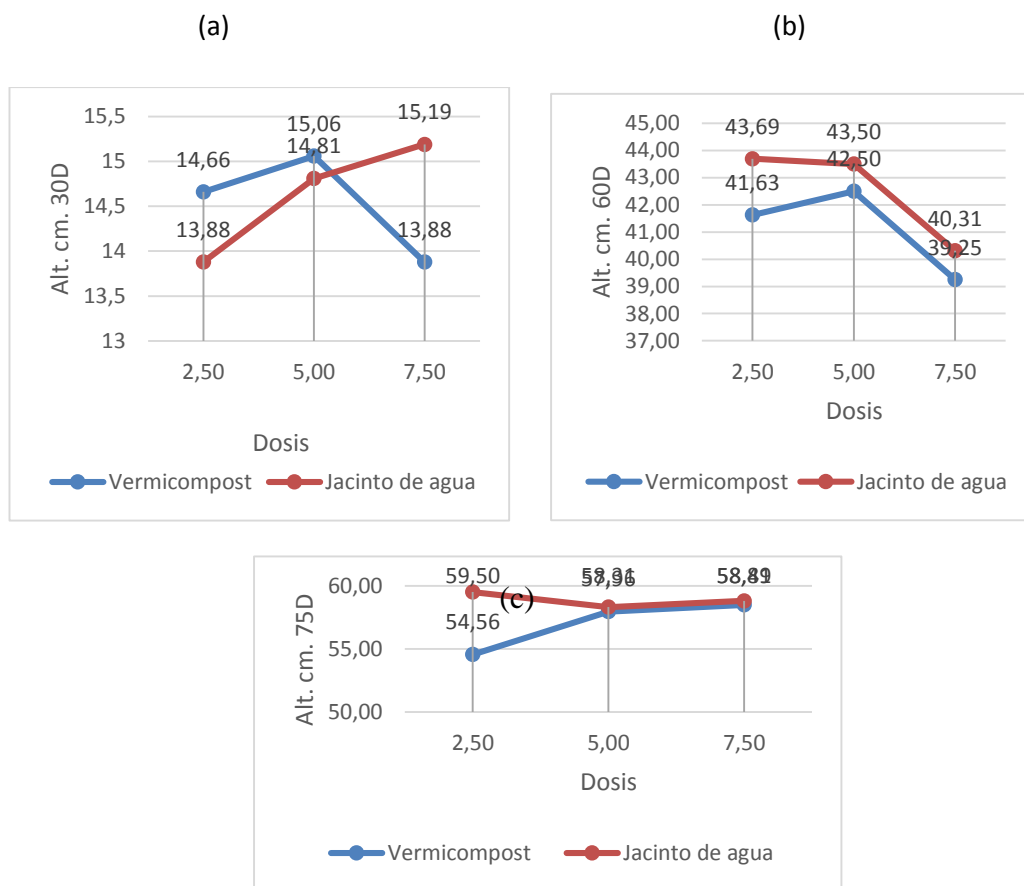 (a)
15,5
15
14,5
14
13,5
13
Alt. cm. 30D
14,66
15,06
15,19
13,88
14,81
13,88
2,50 5,00 7,50
Dosis
Vermicompost Jacinto de agua
(b)
45,00
44,00
43,00
42,00
41,00
40,00
39,00
38,00
37,00
Alt. cm. 60D
43,69
43,50
41,63
42,50
40,31
39,25
2,50 5,00 7,50
Dosis
Vermicompost Jacinto de agua
(c)
60,00
55,00
50,00
Alt. cm. 75D
59,50
58,31
54,56
2,50 5,00 7,50
Dosis
Vermicompost Jacinto de agua